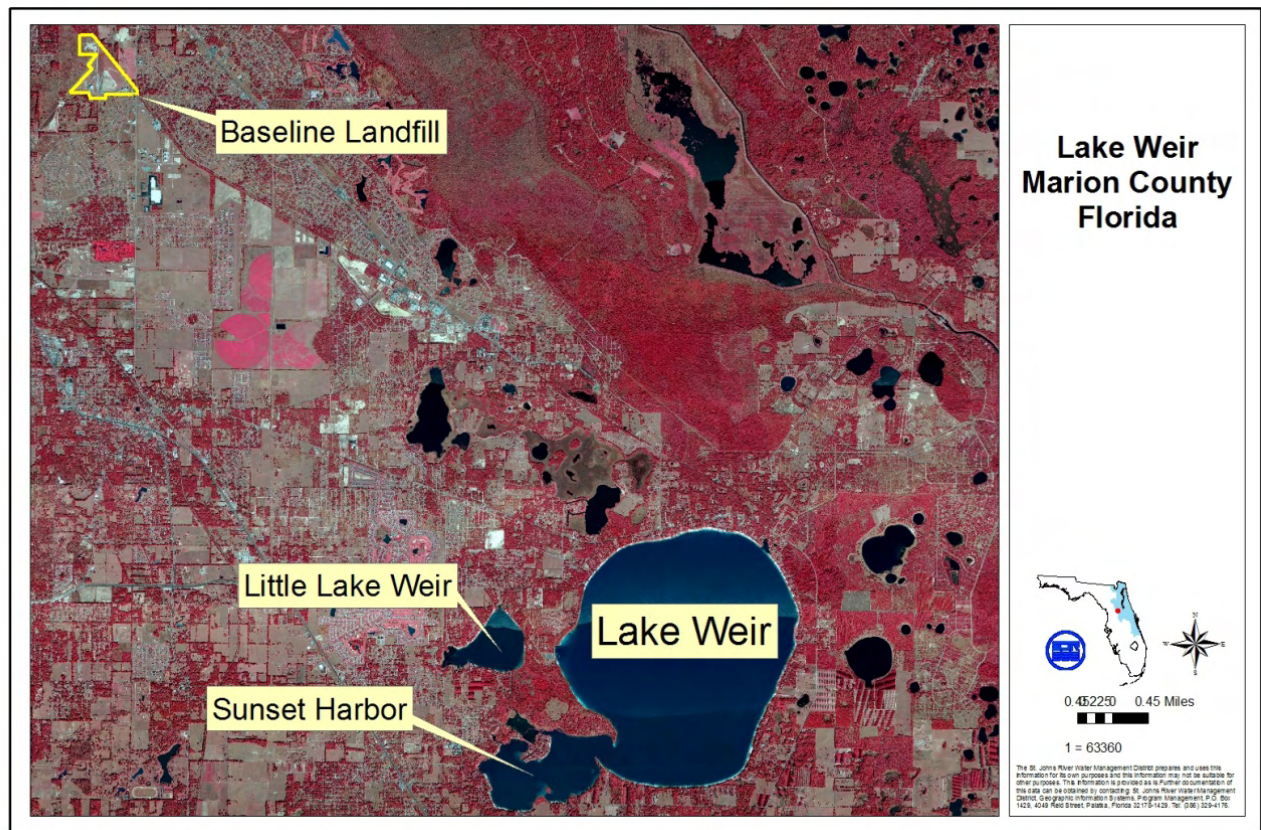 Baseline Landfill
Little Lake Weir
Lake Weir
Sunset Harbor
Lake Weir
Marion County
Florida
N
W
E
S
0.45 Miles
1 = 63360
The St. Johns River Water Management District prepares and uses this
information for its own purposes and this information may not be suitable for
other purposes. This information is provided as is. Further documentation of
this data can be obtained by contacting: St. Johns River Water Management
District, Geographic Information Systems, Program Management, P.O. Box
1429, 4049 Reid Street, Palatka, Florida 32178-1429. Tel: (386) 329-4176.